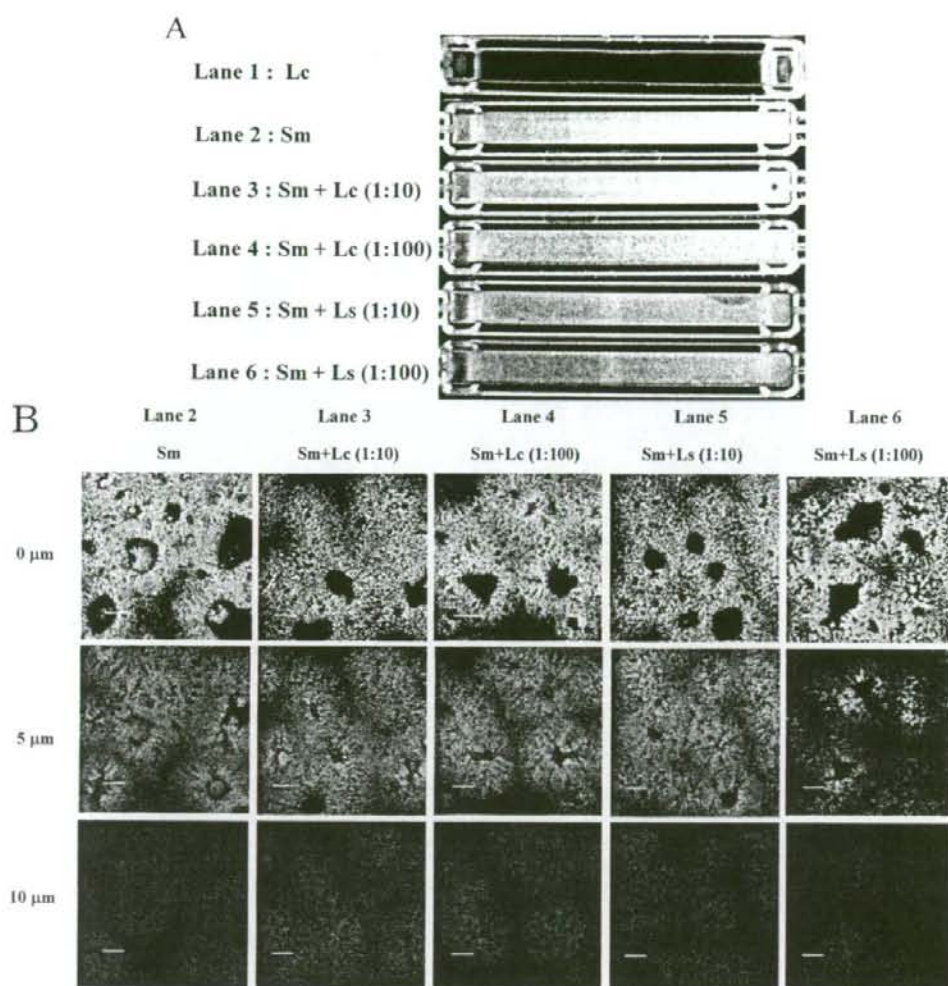 A
Lane 1 : Lc
Lane 2 : Sm
Lane 3 : Sm + Lc (1:10)
Lane 4 : Sm + Lc (1:100)
Lane 5 : Sm + Ls (1:10)
Lane 6 : Sm + Ls (1:100)
B
Lane 2 Lane 3 Lane 4 Lane 5 Lane 6
Sm Sm+Lc (1:10) Sm+Lc (1:100) Sm+Ls (1:10) Sm+Ls (1:100)
0 μm
5 μm
10 μm